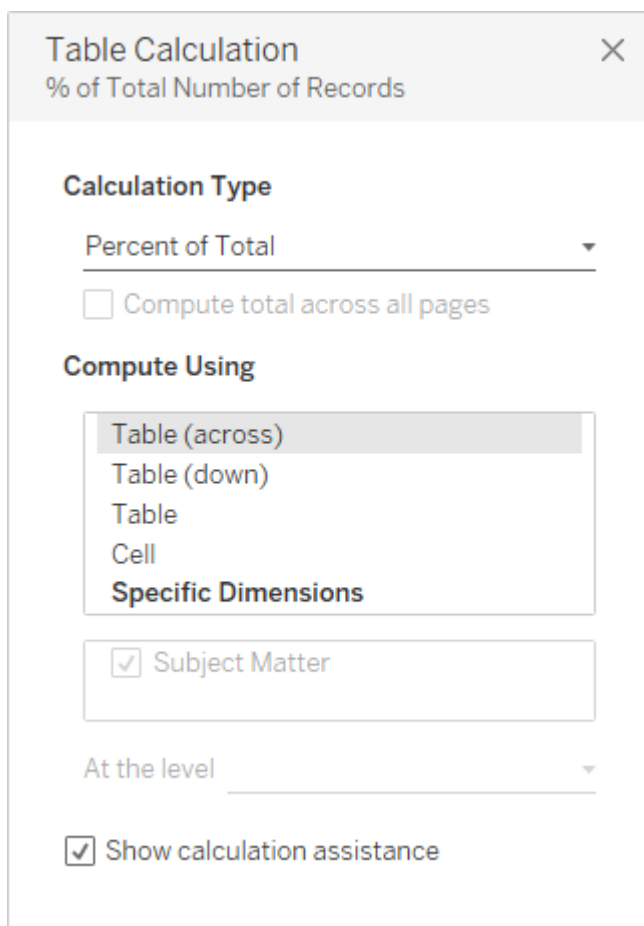 Table Calculation
% of Total Number of Records
Calculation Type
Percent of Total
Compute total across all pages
Compute Using
Table (across)
Table (down)
Table
Cell
Specific Dimensions
Subject Matter
At the level
Show calculation assistance